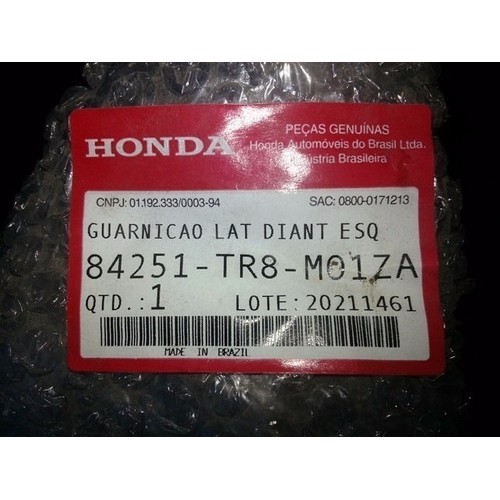 HONDA
PEÇAS GENUÍNAS
Honda Automóveis do Brasil Ltda.
Indústria Brasileira
CNPJ: 01.192.333/0003-94 SAC: 0800-0171213
GUARNICAO LAT DIANT ESQ
84251-TR8-M01ZA
QTD.:1 LOTE: 20211461
MADE IN BRAZIL